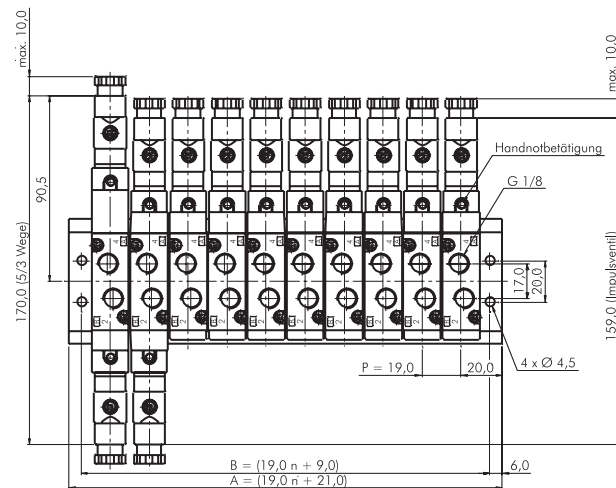 max. 10,0
max. 10,0
Handnotbetätigung
G 1/8
90,5
170,0 (5/3 Wege)
17,0
20,0
159,0 (Impulsventil)
4 x Ø 4,5
P = 19,0
20,0
B = (19,0 n + 9,0)
6,0
A = (19,0 n + 21,0)